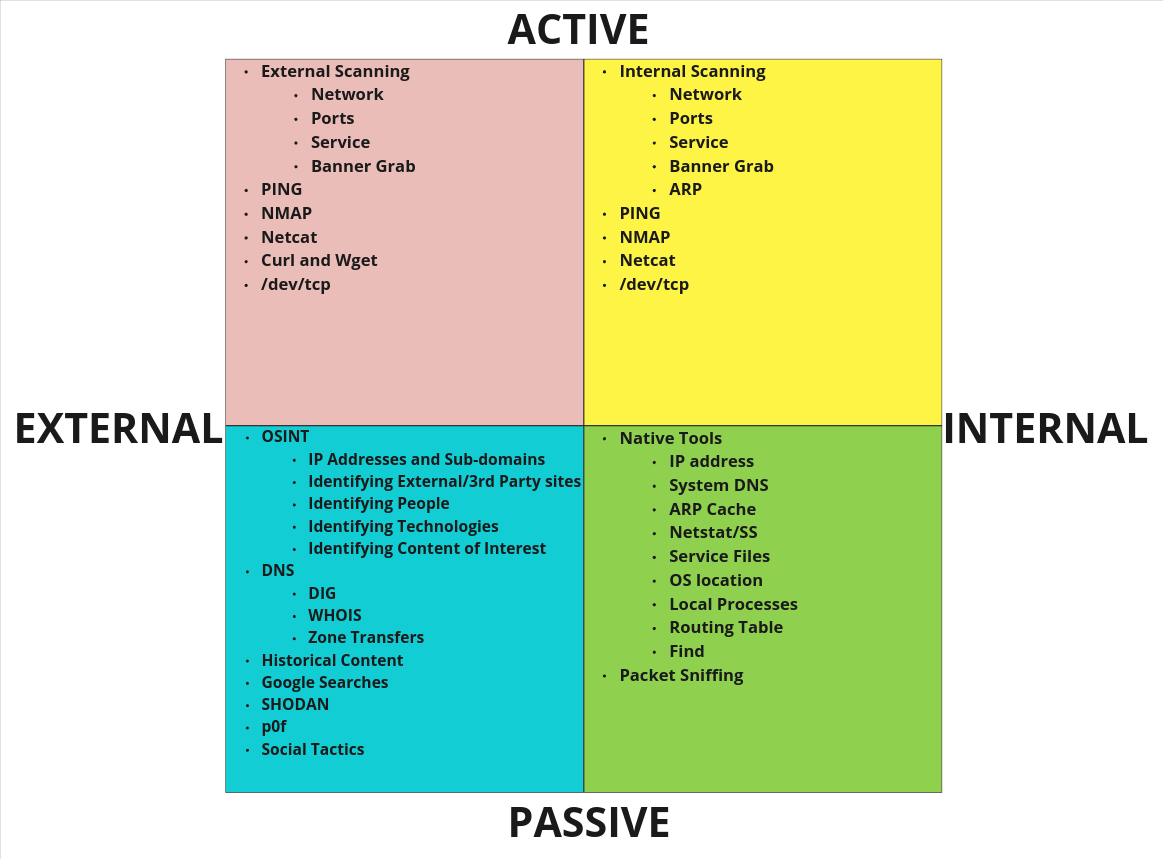 ACTIVE
• External Scanning
• Network
• Ports
• Service
• Banner Grab
• PING
• NMAP
• Netcat
• Curl and Wget
• /dev/tcp
• Internal Scanning
• Network
• Ports
• Service
• Banner Grab
• ARP
• PING
• NMAP
• Netcat
• /dev/tcp
EXTERNAL
INTERNAL
• OSINT
• IP Addresses and Sub-domains
• Identifying External/3rd Party sites
• Identifying People
• Identifying Technologies
• Identifying Content of Interest
• DNS
• DIG
• WHOIS
• Zone Transfers
• Historical Content
• Google Searches
• SHODAN
• p0f
• Social Tactics
• Native Tools
• IP address
• System DNS
• ARP Cache
• Netstat/SS
• Service Files
• OS location
• Local Processes
• Routing Table
• Find
• Packet Sniffing
PASSIVE